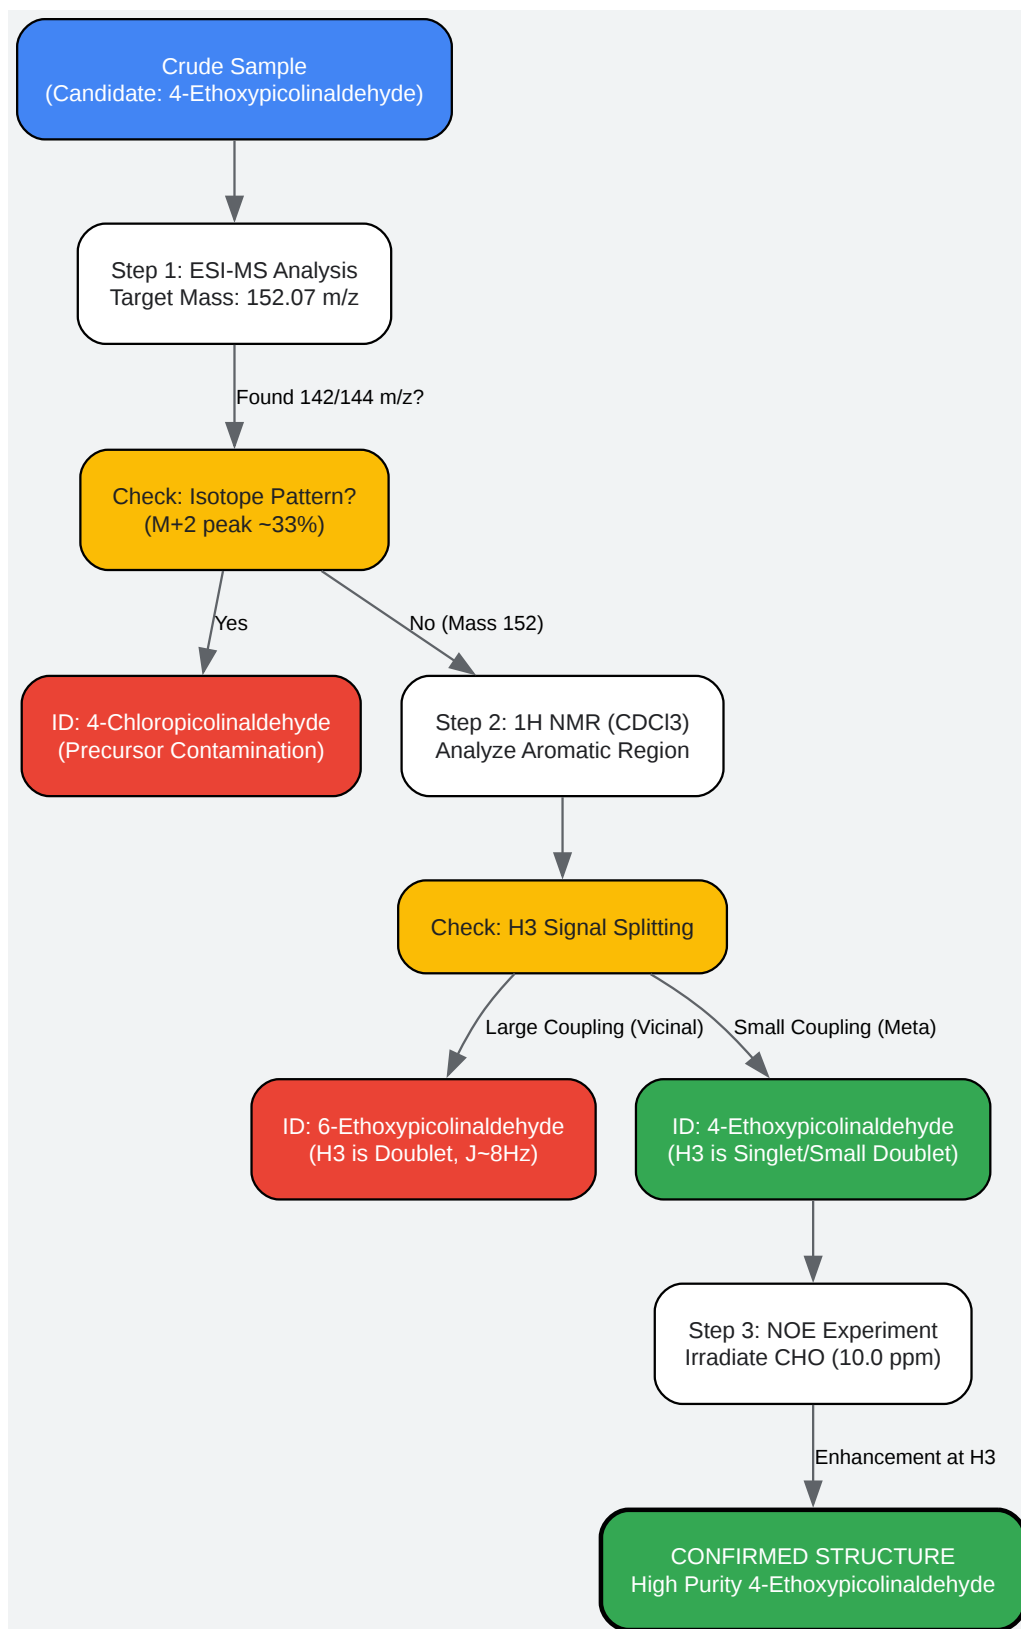 Crude Sample
(Candidate: 4-Ethoxypicolinaldehyde)
Step 1: ESI-MS Analysis
Target Mass: 152.07 m/z
Found 142/144 m/z?
Check: Isotope Pattern?
(M+2 peak ~33%)
Yes
No (Mass 152)
ID: 4-Chloropicolinaldehyde
(Precursor Contamination)
Step 2: 1H NMR (CDCl3)
Analyze Aromatic Region
Check: H3 Signal Splitting
Large Coupling (Vicinal)
Small Coupling (Meta)
ID: 6-Ethoxypicolinaldehyde
(H3 is Doublet, J~8Hz)
ID: 4-Ethoxypicolinaldehyde
(H3 is Singlet/Small Doublet)
Step 3: NOE Experiment
Irradiate CHO (10.0 ppm)
Enhancement at H3
CONFIRMED STRUCTURE
High Purity 4-Ethoxypicolinaldehyde